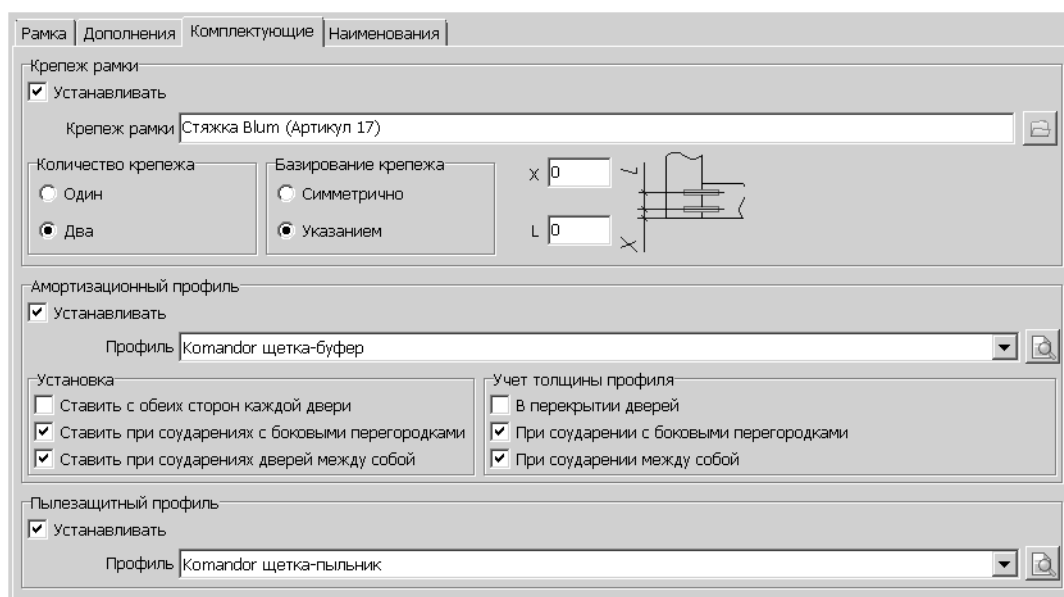 Рамка Дополнения Комплектующие Наименования
Крепеж рамки
Устанавливать
Крепеж рамки Стяжка Blum (Артикул 17)
Количество крепежа
Один
Два
Базирование крепежа
Симметрично
Указанием
X 0
L 0
L
X
Амортизационный профиль
Устанавливать
Профиль Komandor щетка-буфер
Установка
Ставить с обеих сторон каждой двери
Ставить при соударениях с боковыми перегородками
Ставить при соударениях дверей между собой
Учет толщины профиля
В перекрытии дверей
При соударении с боковыми перегородками
При соударении между собой
Пылезащитный профиль
Устанавливать
Профиль Komandor щетка-пыльник